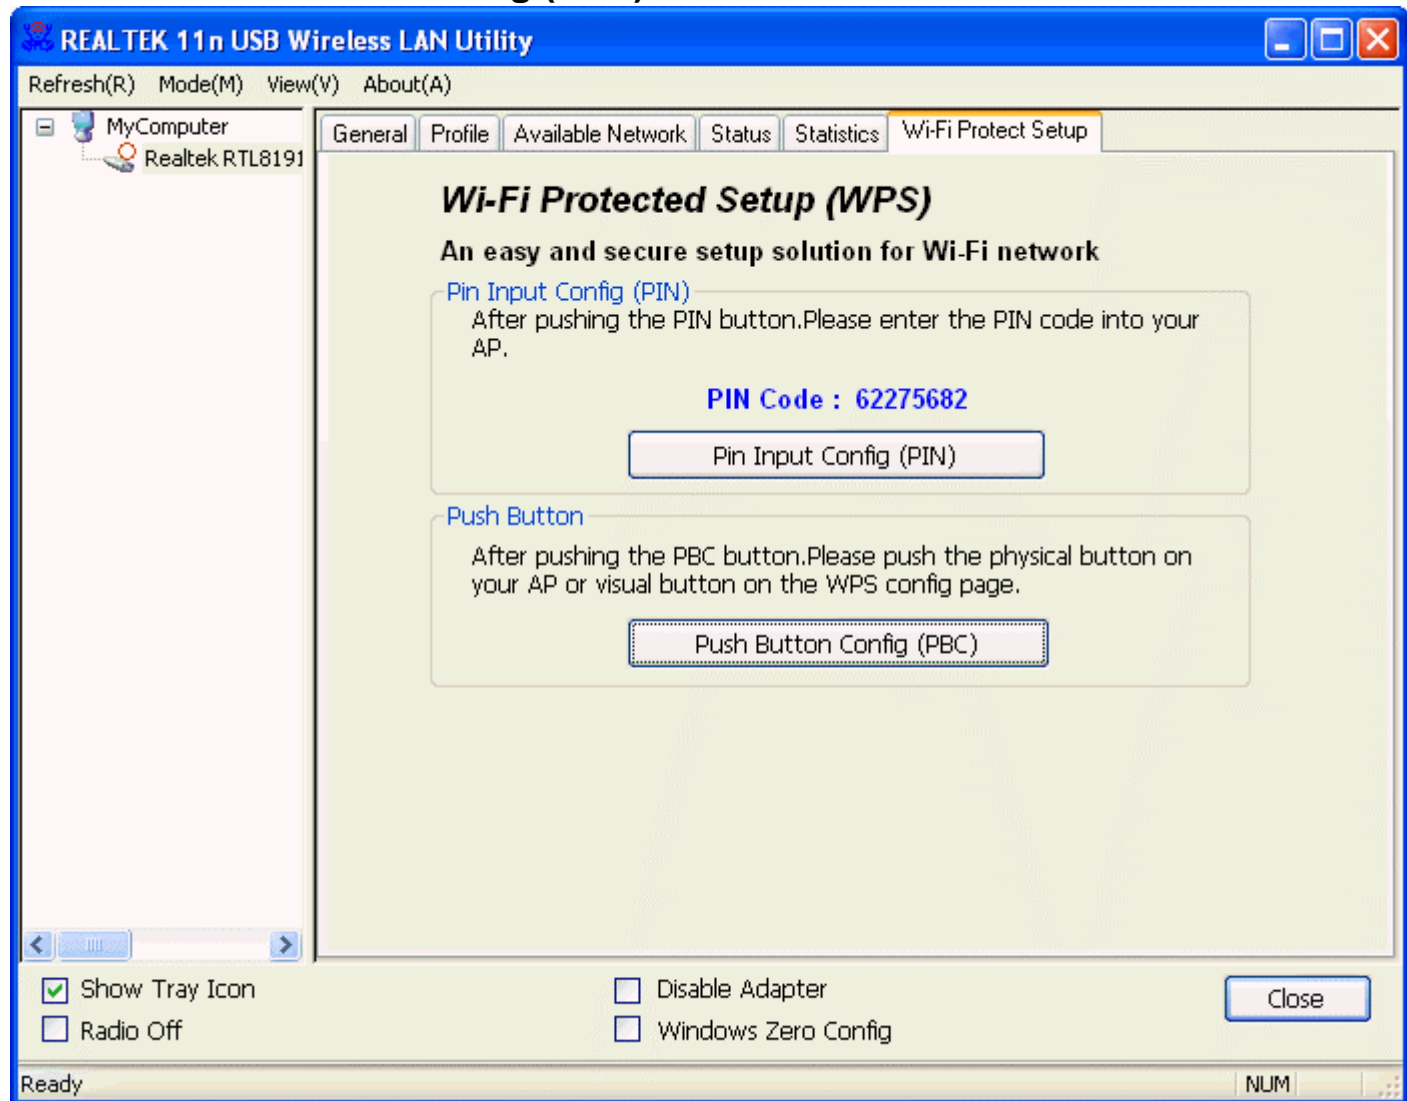 REALTEK 11n USB Wireless LAN Utility
Refresh(R) Mode(M) View(V) About(A)
MyComputer
Realtek RTL8191
General Profile Available Network Status Statistics Wi-Fi Protect Setup
Wi-Fi Protected Setup (WPS)
An easy and secure setup solution for Wi-Fi network
Pin Input Config (PIN)
After pushing the PIN button.Please enter the PIN code into your
AP.
PIN Code : 62275682
Pin Input Config (PIN)
Push Button
After pushing the PBC button.Please push the physical button on
your AP or visual button on the WPS config page.
Push Button Config (PBC)
Show Tray Icon
Disable Adapter
Close
Radio Off
Windows Zero Config
Ready
NUM